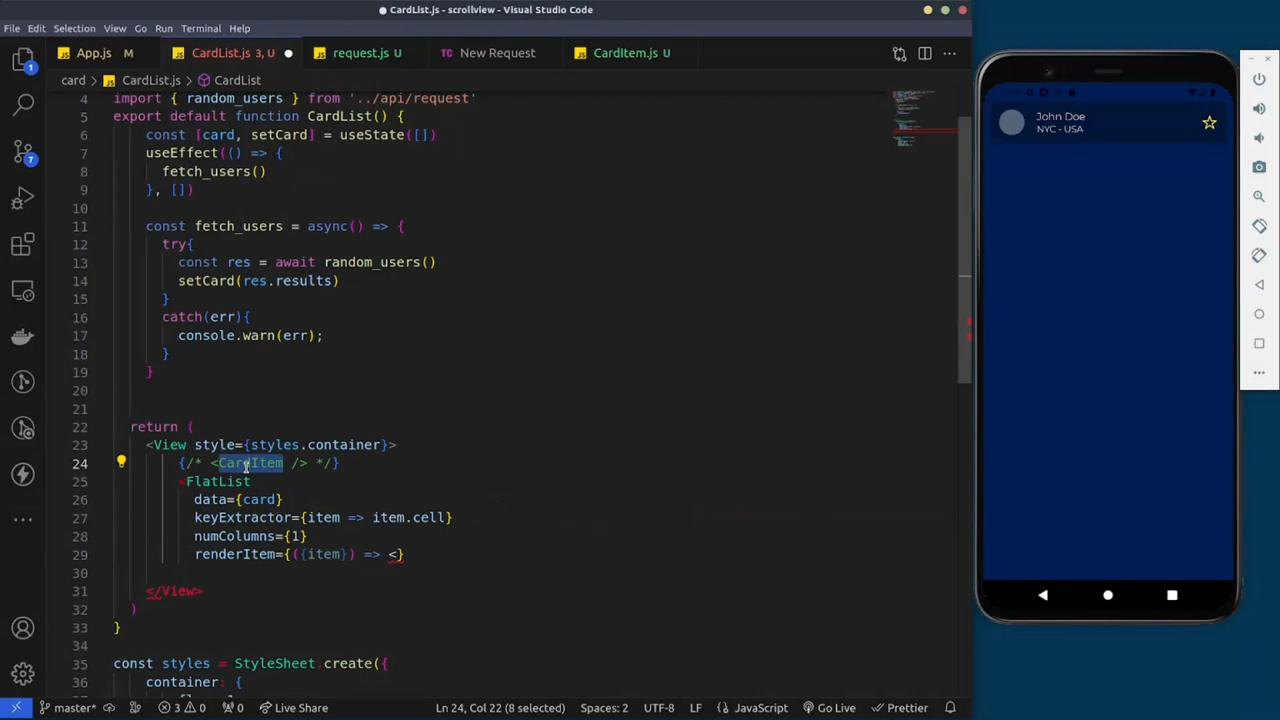 CardList.js - scrollview - Visual Studio Code
File Edit Selection View Go Run Terminal ···
JS App.js M
JS CardList.js 3, U
JS request.js U
New Request
JS CardItem.js U
card > JS CardList.js > CardList
4 import { random_users } from '../api/request'
5 export default function CardList() {
6 const [card, setCard] = useState([])
7 useEffect(() => {
8 fetch_users()
9 }, [])
10
11 const fetch_users = async() => {
12 try{
13 const res = await random_users()
14 setCard(res.results)
15 }
16 catch(err){
17 console.warn(err);
18 }
19 }
20
21
22 return (
23 <View style={styles.container}>
24 {/* <CardItem /> */}
25 <FlatList
26 data={card}
27 keyExtractor={item => item.cell}
28 numColumns={1}
29 renderItem={({item}) => <}
30
31 </View>
32 )
33 }
34
35 const styles = StyleSheet.create({
36 container: {
1
7
John Doe
NYC - USA
master* 3 0 0 Live Share Ln 24, Col 22 (8 selected) Spaces: 2 UTF-8 LF JavaScript Go Live Prettier